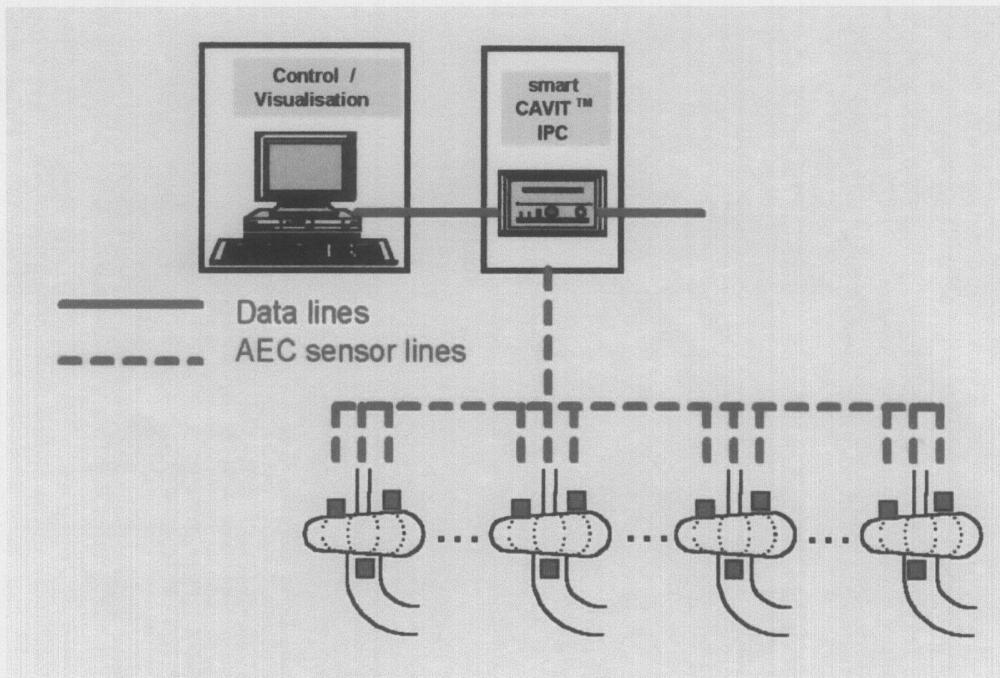 Control /
Visualisation
smart
CAVIT ™
IPC
Data lines
AEC sensor lines